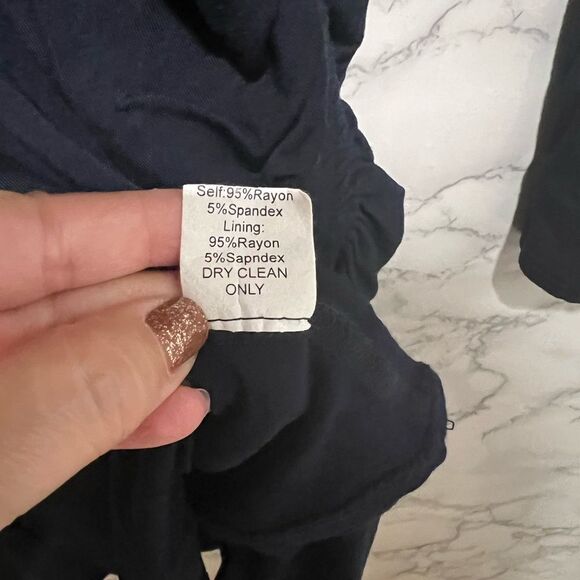 Self:95%Rayon
5%Spandex
Lining:
95%Rayon
5%Sapndex
DRY CLEAN
ONLY